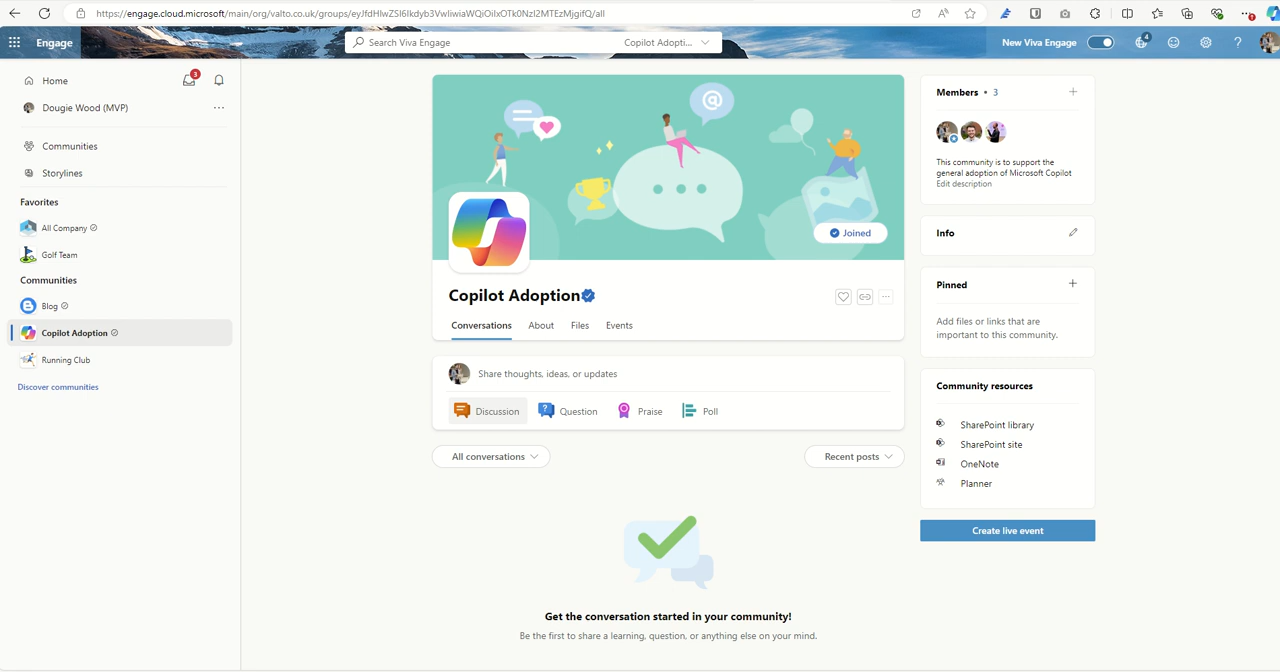 https://engage.cloud.microsoft/main/org/valto.co.uk/groups/eyJfdHlwZSI6Ikdyb3VwIiwiaWQiOiIxOTk0NzI2MTEzMjgifQ/all
Engage
Search Viva Engage
Copilot Adopti...
New Viva Engage
4
?
Home
3
Dougie Wood (MVP)
Communities
Storylines
Favorites
All Company
Golf Team
Communities
Blog
Copilot Adoption
Running Club
Discover communities
@
Joined
Copilot Adoption
Conversations About Files Events
Share thoughts, ideas, or updates
Discussion Question Praise Poll
All conversations
Recent posts
Get the conversation started in your community!
Be the first to share a learning, question, or anything else on your mind.
Members • 3
This community is to support the
general adoption of Microsoft Copilot
Edit description
Info
Pinned
Add files or links that are
important to this community.
Community resources
SharePoint library
SharePoint site
OneNote
Planner
Create live event